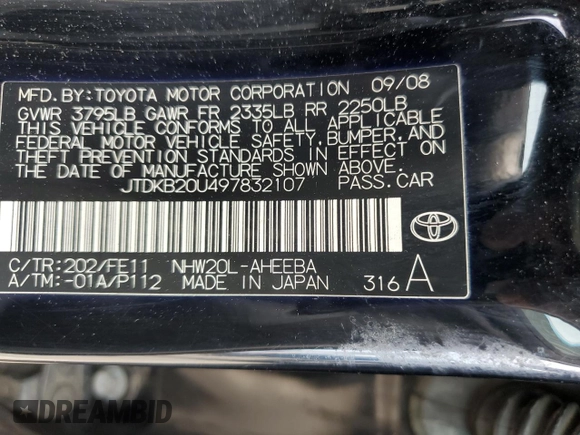 MFD.BY:TOYOTA MOTOR CORPORATION 09/08
GVWR 3795LB GAWR FR 2335LB RR 2250LB
THIS VEHICLE CONFORMS TO ALL APPLICABLE
FEDERAL MOTOR VEHICLE SAFETY,BUMPER,AND
THEFT PREVENTION STANDARDS IN EFFECT ON
THE DATE OF MANUFACTURE SHOWN ABOVE.
JTDKB20U497832107 PASS.CAR
C/TR:202/FE11 NHW20L-AHEEBA
A/TM:-01A/P112 MADE IN JAPAN 316A
DREAMBID